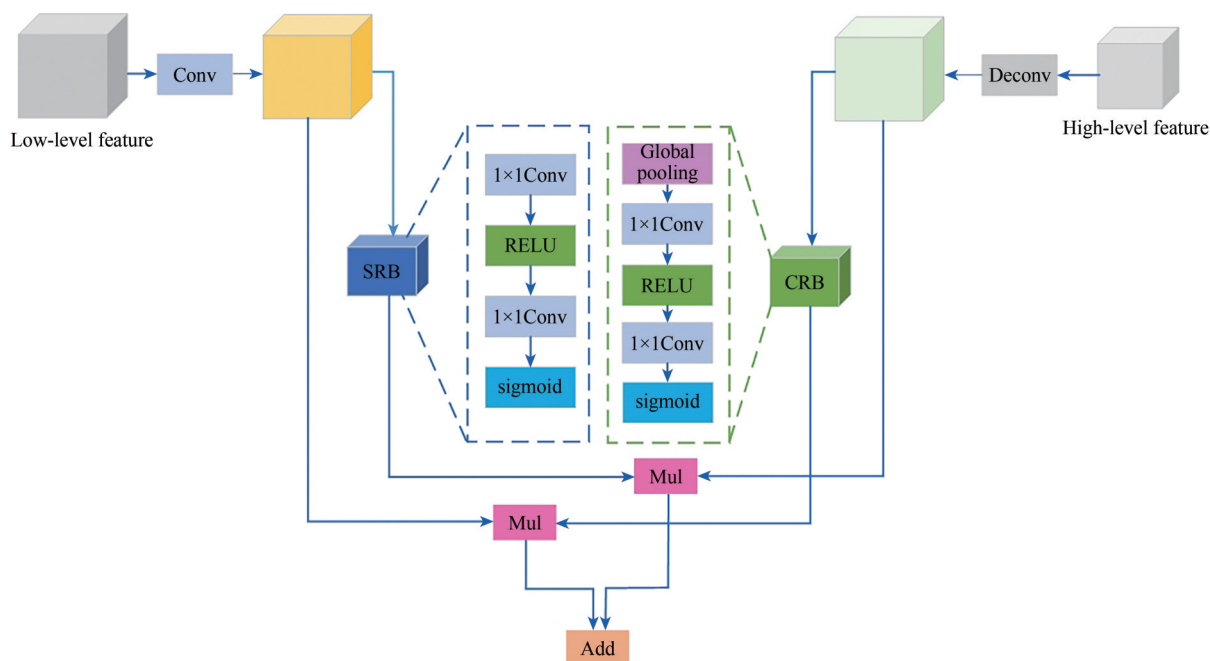 Conv
Deconv
Low-level feature
High-level feature
1×1Conv
RELU
1×1Conv
sigmoid
Global
pooling
1×1Conv
RELU
1×1Conv
sigmoid
SRB
CRB
Mul
Mul
Add